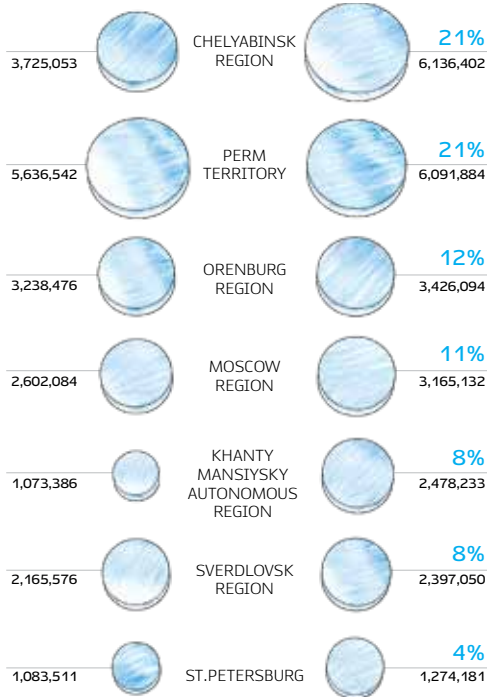 21%
3,725,053 CHELYABINSK REGION 6,136,402
21%
5,636,542 PERM TERRITORY 6,091,884
12%
3,238,476 ORENBURG REGION 3,426,094
11%
2,602,084 MOSCOW REGION 3,165,132
8%
1,073,386 KHANTY MANSIYSKY AUTONOMOUS REGION 2,478,233
8%
2,165,576 SVERDLOVSK REGION 2,397,050
4%
1,083,511 ST.PETERSBURG 1,274,181